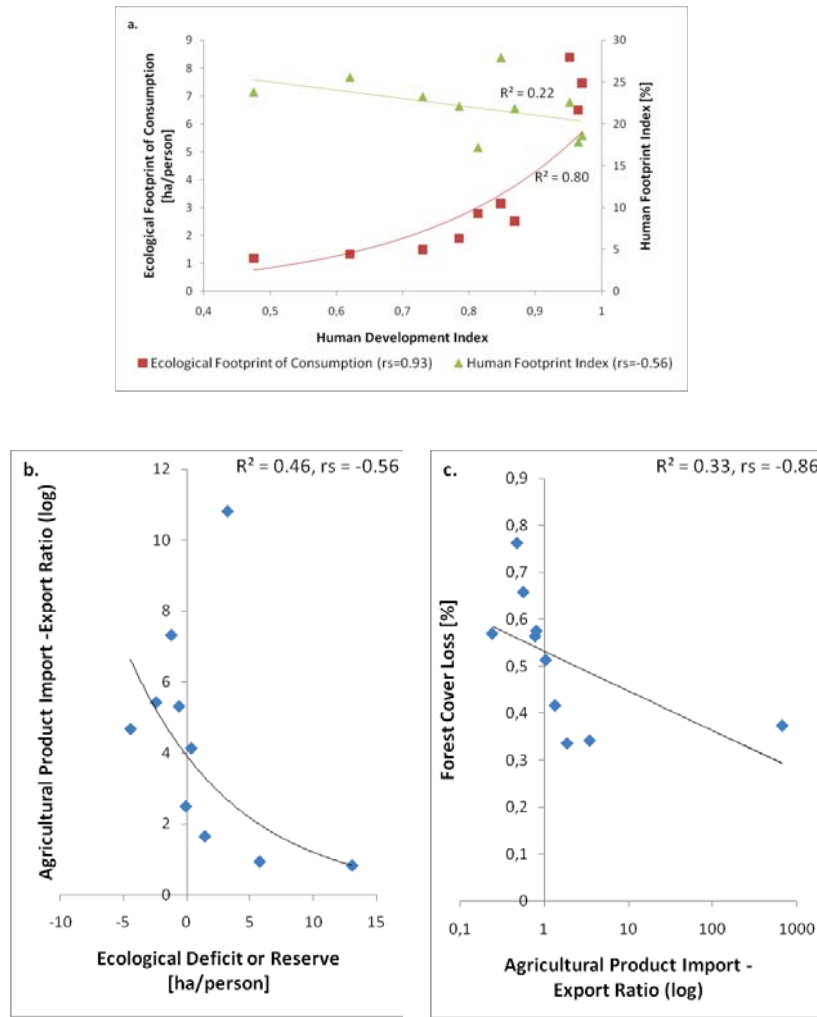 a.
9
8
7
6
5
4
3
2
1
0
Ecological Footprint of Consumption
[ha/person]
30
25
20
15
10
5
0
Human Footprint Index [%]
R² = 0.22
R² = 0.80
0,4 0,5 0,6 0,7 0,8 0,9 1
Human Development Index
Ecological Footprint of Consumption (rs=0.93) Human Footprint Index (rs=-0.56)
b.
R² = 0.46, rs = -0.56
12
10
8
6
4
2
0
Agricultural Product Import -Export Ratio (log)
-10 -5 0 5 10 15
Ecological Deficit or Reserve
[ha/person]
c.
R² = 0.33, rs = -0.86
0,9
0,8
0,7
0,6
0,5
0,4
0,3
0,2
0,1
0
Forest Cover Loss [%]
0,1 1 10 100 1000
Agricultural Product Import -
Export Ratio (log)